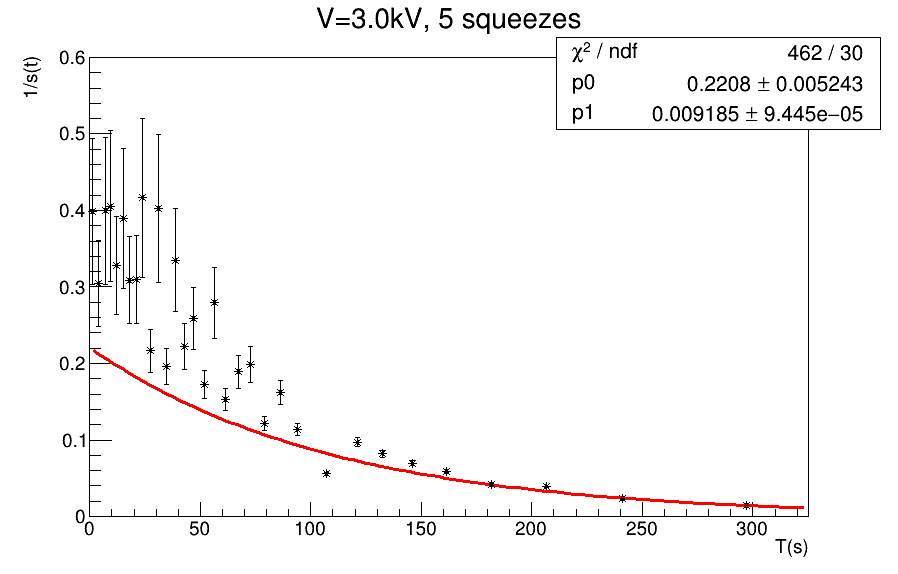 V=3.0kV, 5 squeezes
χ² / ndf 462 / 30
p0 0.2208 ± 0.005243
p1 0.009185 ± 9.445e−05
1/s(t)
0.6
0.5
0.4
0.3
0.2
0.1
0
0 50 100 150 200 250 300
T(s)